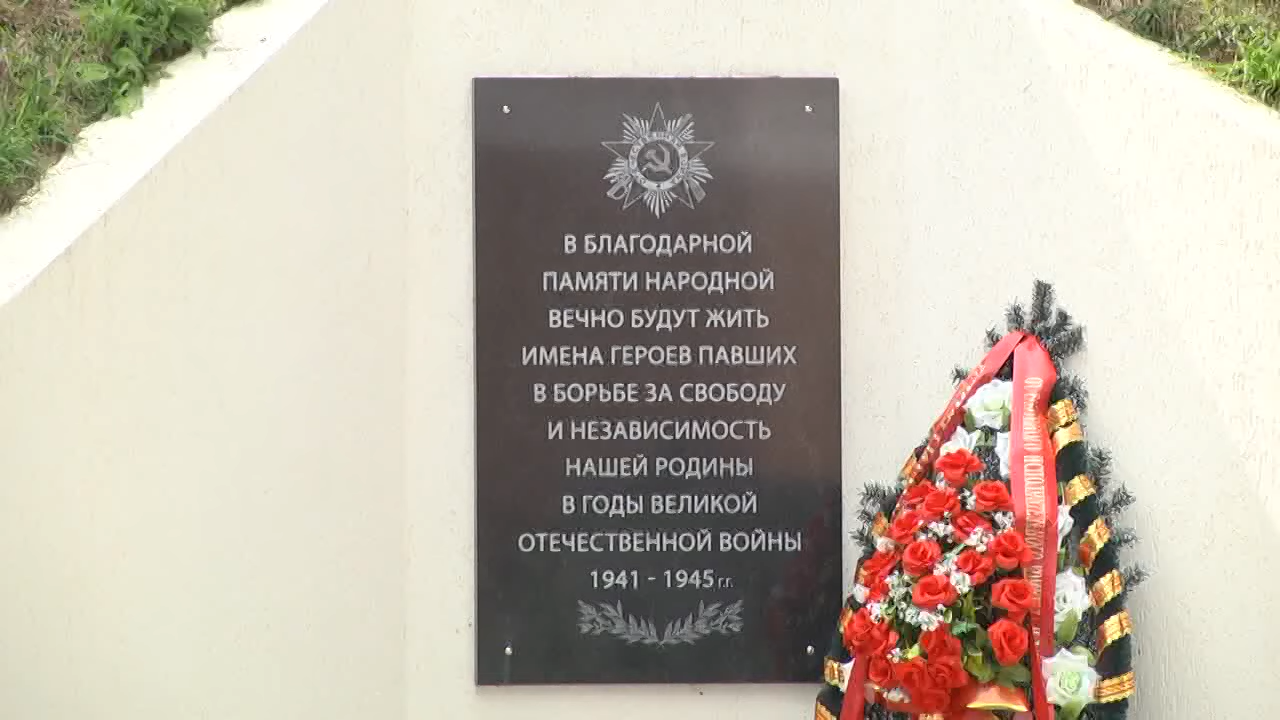 В БЛАГОДАРНОЙ
ПАМЯТИ НАРОДНОЙ
ВЕЧНО БУДУТ ЖИТЬ
ИМЕНА ГЕРОЕВ ПАВШИХ
В БОРЬБЕ ЗА СВОБОДУ
И НЕЗАВИСИМОСТЬ
НАШЕЙ РОДИНЫ
В ГОДЫ ВЕЛИКОЙ
ОТЕЧЕСТВЕННОЙ ВОЙНЫ
1941 - 1945 г.г.